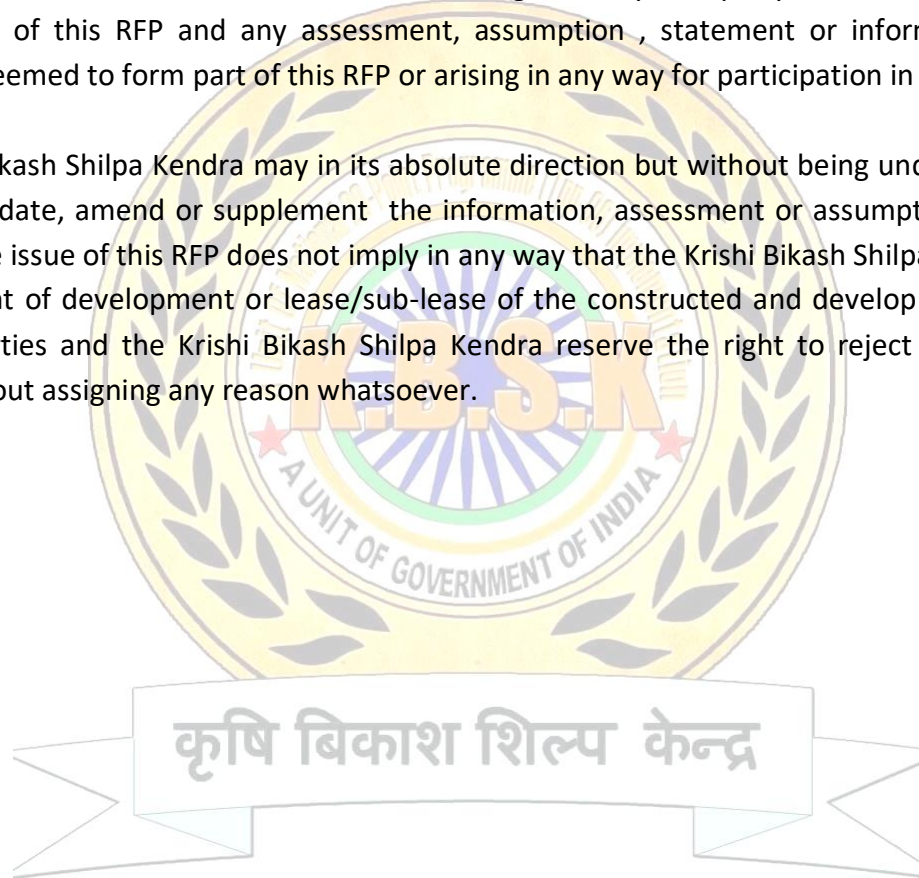 of this RFP and any assessment, assumption , statement or inform
eemed to form part of this RFP or arising in any way for participation in
kash Shilpa Kendra may in its absolute direction but without being und
date, amend or supplement the information, assessment or assumpt
e issue of this RFP does not imply in any way that the Krishi Bikash Shilpa
nt of development or lease/sub-lease of the constructed and develop
ties and the Krishi Bikash Shilpa Kendra reserve the right to reject
out assigning any reason whatsoever.
K.B.S.K
A UNIT OF GOVERNMENT OF INDIA
कृषि बिकाश शिल्प केन्द्र